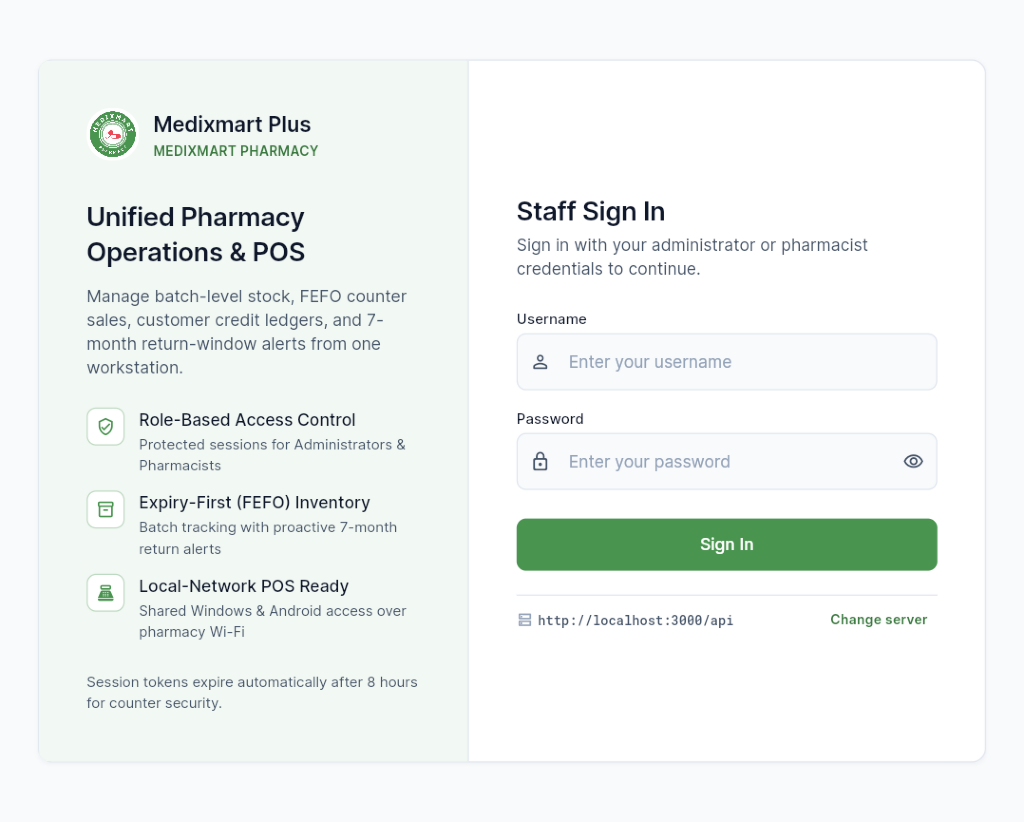 MEDIXMART
PHARMACY
Medixmart Plus
MEDIXMART PHARMACY
Unified Pharmacy
Operations & POS
Manage batch-level stock, FEFO counter
sales, customer credit ledgers, and 7-
month return-window alerts from one
workstation.
Role-Based Access Control
Protected sessions for Administrators &
Pharmacists
Expiry-First (FEFO) Inventory
Batch tracking with proactive 7-month
return alerts
Local-Network POS Ready
Shared Windows & Android access over
pharmacy Wi-Fi
Session tokens expire automatically after 8 hours
for counter security.
Staff Sign In
Sign in with your administrator or pharmacist
credentials to continue.
Username
Enter your username
Password
Enter your password
Sign In
http://localhost:3000/api
Change server